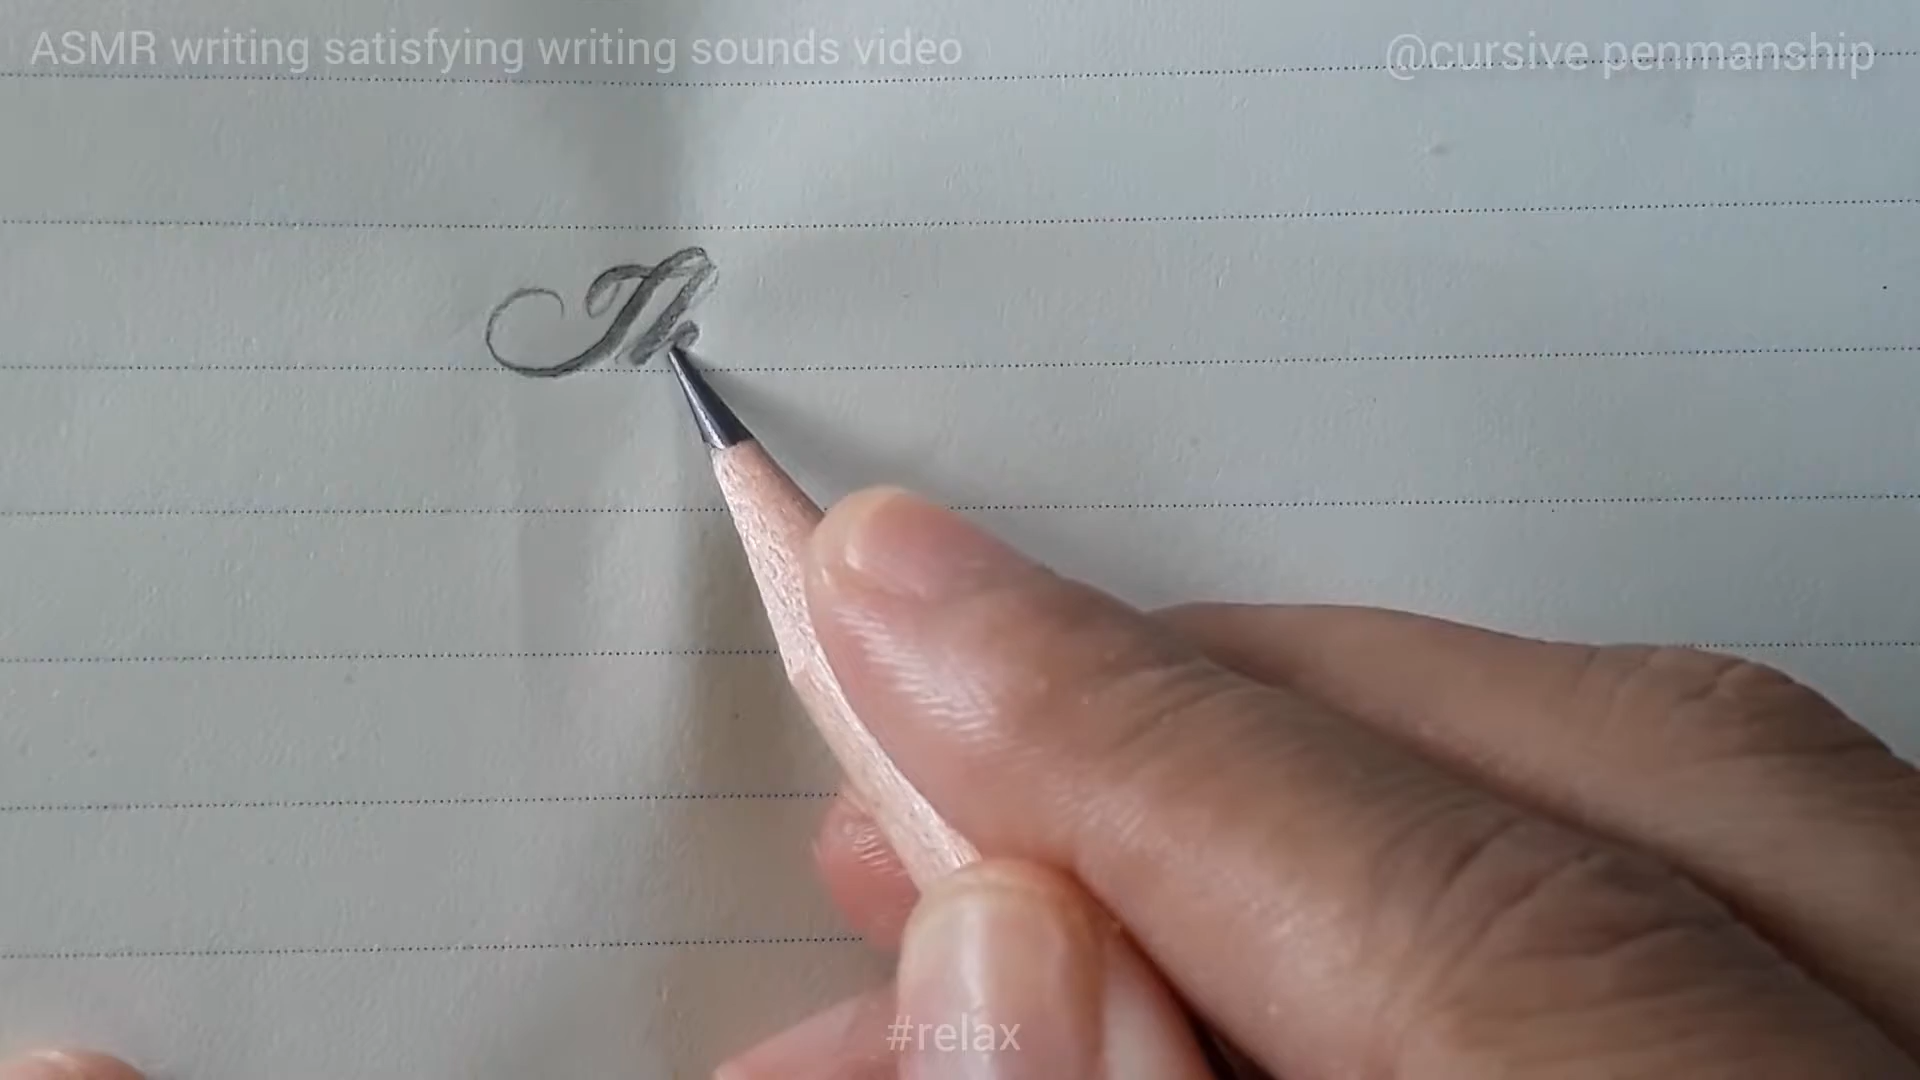 ASMR writing satisfying writing sounds video
@cursive penmanship
Th
#relax